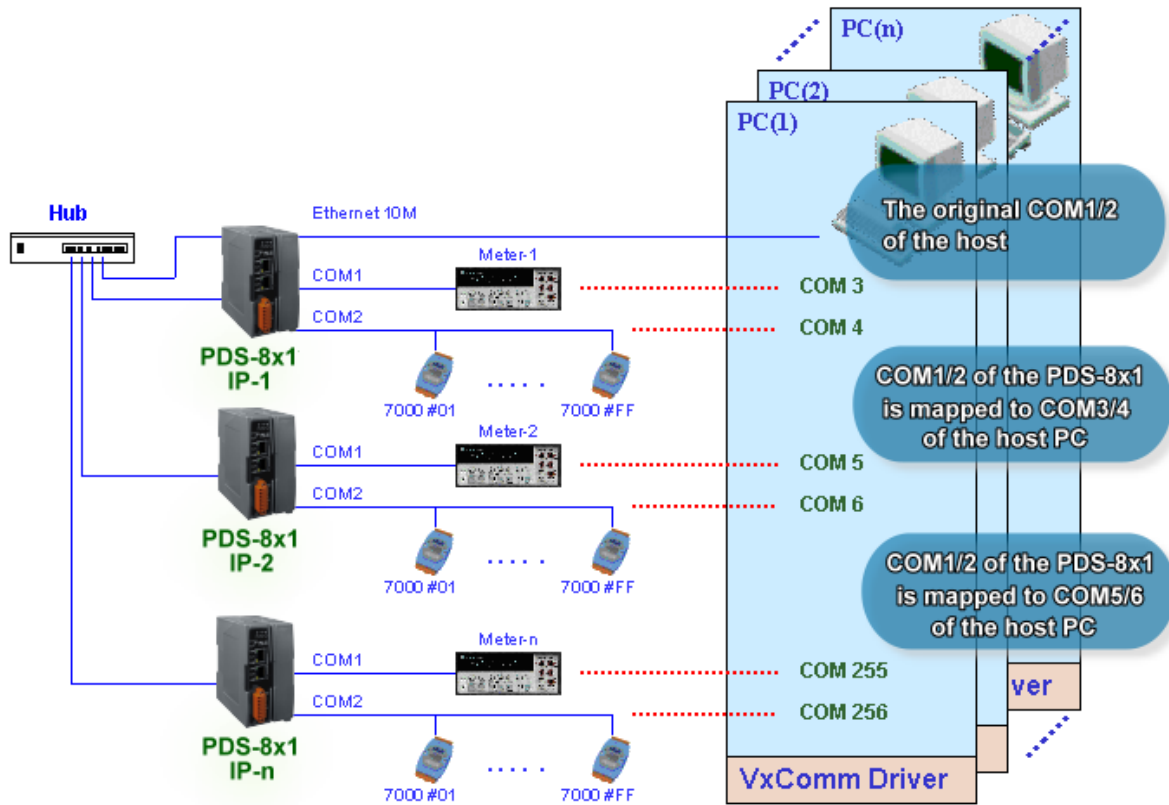 PC(n)
PC(2)
PC(1)
The original COM1/2
of the host
Hub
Ethernet 10M
Meter-1
COM1
COM 3
COM2
COM 4
PDS-8x1
IP-1
7000 #01
7000 #FF
COM1/2 of the PDS-8x1
is mapped to COM3/4
of the host PC
Meter-2
COM1
COM 5
COM2
COM 6
PDS-8x1
IP-2
7000 #01
7000 #FF
COM1/2 of the PDS-8x1
is mapped to COM5/6
of the host PC
Meter-n
COM1
COM 255
COM2
COM 256
ver
PDS-8x1
IP-n
7000 #01
7000 #FF
VxComm Driver